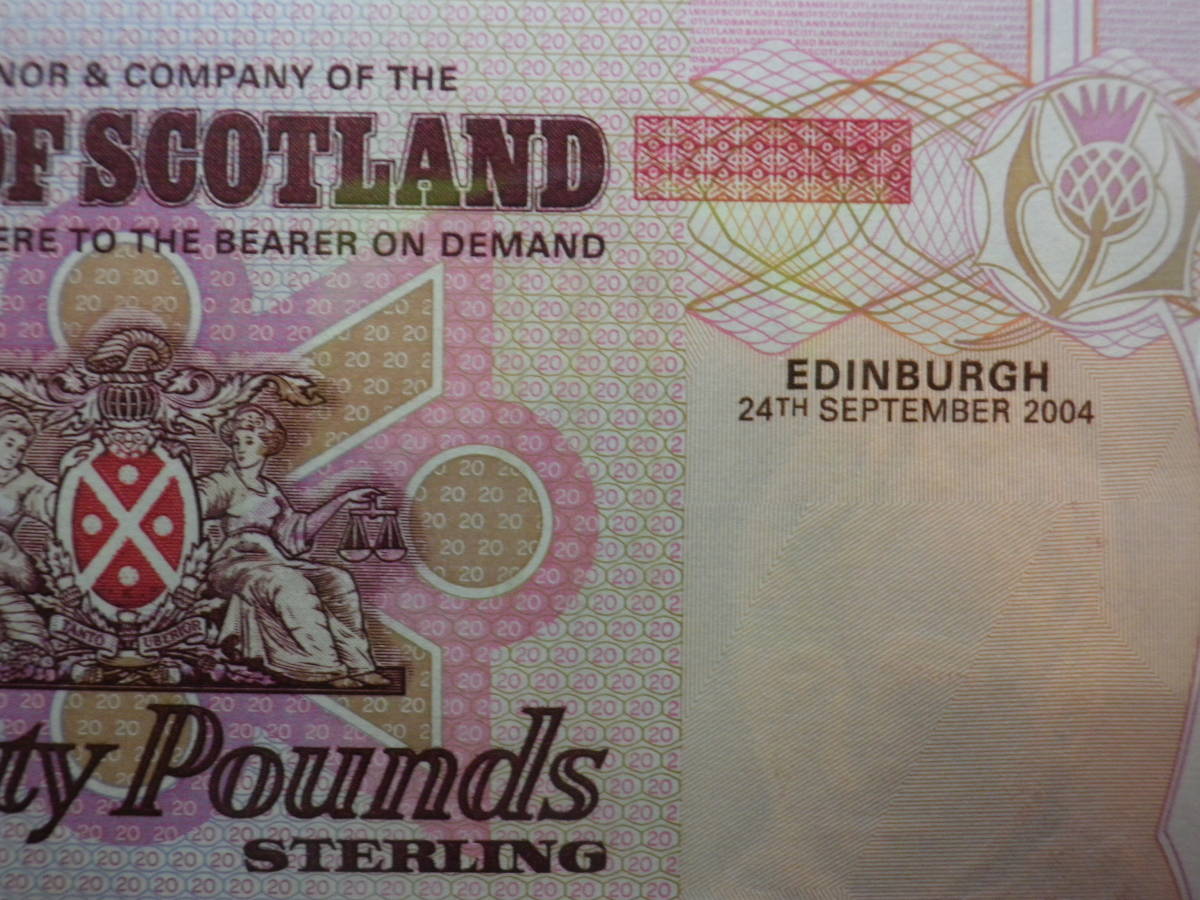 NOR & COMPANY OF THE
OF SCOTLAND
ERE TO THE BEARER ON DEMAND
EDINBURGH
24TH SEPTEMBER 2004
TANTO UBERIOR
ty Pounds
STERLING